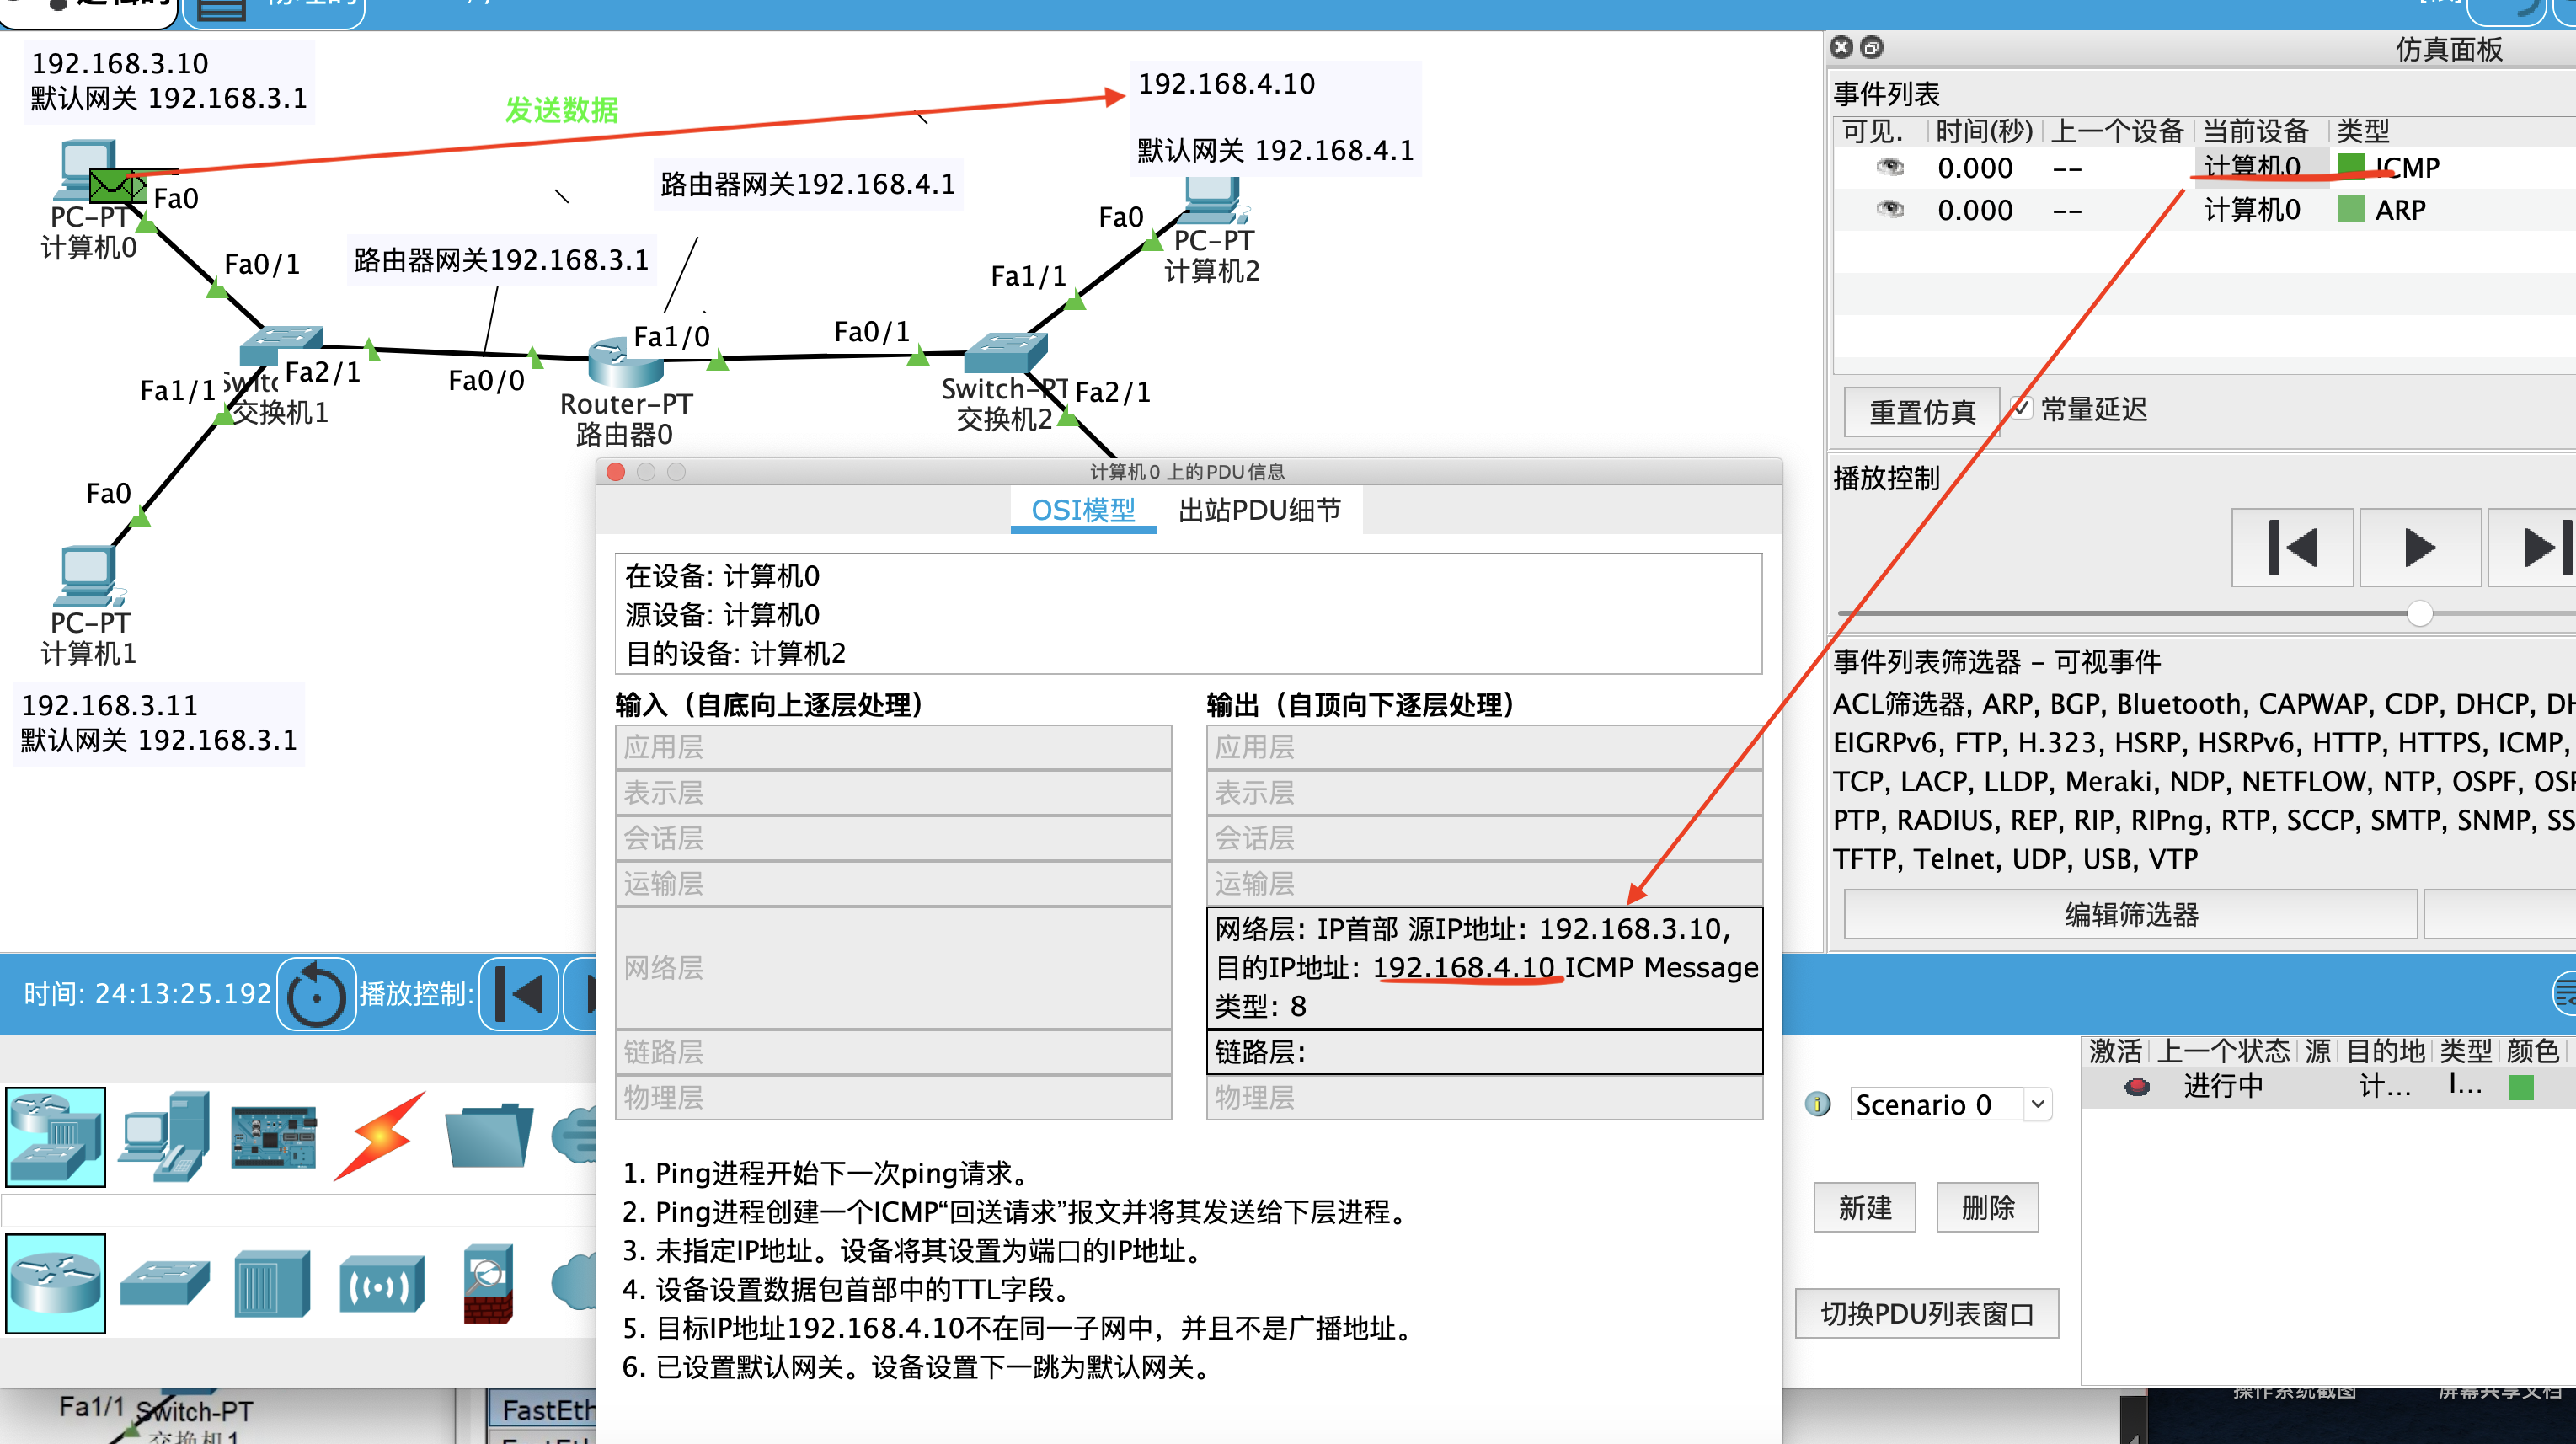 192.168.3.10
默认网关 192.168.3.1
发送数据
192.168.4.10
默认网关 192.168.4.1
路由器网关192.168.4.1
路由器网关192.168.3.1
Fa0
PC-PT
计算机0
Fa0/1
Fa0
PC-PT
计算机2
Fa1/1
Fa1/0
Fa0/1
Fa2/1
Fa1/1
交换机1
Fa0/0
Router-PT
路由器0
Switch-PT
Fa2/1
交换机2
Fa0
PC-PT
计算机1
192.168.3.11
默认网关 192.168.3.1
仿真面板
事件列表
可见. 时间(秒) 上一个设备 当前设备 类型
0.000 -- 计算机0 ICMP
0.000 -- 计算机0 ARP
重置仿真 常量延迟
播放控制
事件列表筛选器 - 可视事件
ACL筛选器, ARP, BGP, Bluetooth, CAPWAP, CDP, DHCP, DH
EIGRPv6, FTP, H.323, HSRP, HSRPv6, HTTP, HTTPS, ICMP,
TCP, LACP, LLDP, Meraki, NDP, NETFLOW, NTP, OSPF, OSP
PTP, RADIUS, REP, RIP, RIPng, RTP, SCCP, SMTP, SNMP, SS
TFTP, Telnet, UDP, USB, VTP
编辑筛选器
计算机0 上的PDU信息
OSI模型 出站PDU细节
在设备: 计算机0
源设备: 计算机0
目的设备: 计算机2
输入（自底向上逐层处理）
应用层
表示层
会话层
运输层
网络层
链路层
物理层
输出（自顶向下逐层处理）
应用层
表示层
会话层
运输层
网络层: IP首部 源IP地址: 192.168.3.10,
目的IP地址: 192.168.4.10 ICMP Message
类型: 8
链路层:
物理层
1. Ping进程开始下一次ping请求。
2. Ping进程创建一个ICMP“回送请求”报文并将其发送给下层进程。
3. 未指定IP地址。设备将其设置为端口的IP地址。
4. 设备设置数据包首部中的TTL字段。
5. 目标IP地址192.168.4.10不在同一子网中，并且不是广播地址。
6. 已设置默认网关。设备设置下一跳为默认网关。
时间: 24:13:25.192 播放控制:
Scenario 0
新建 删除
切换PDU列表窗口
激活 上一个状态 源 目的地 类型 颜色
进行中 计... I...
Fa1/1 Switch-PT
交换机1
FastEth
操作系统截图 屏幕共享文档